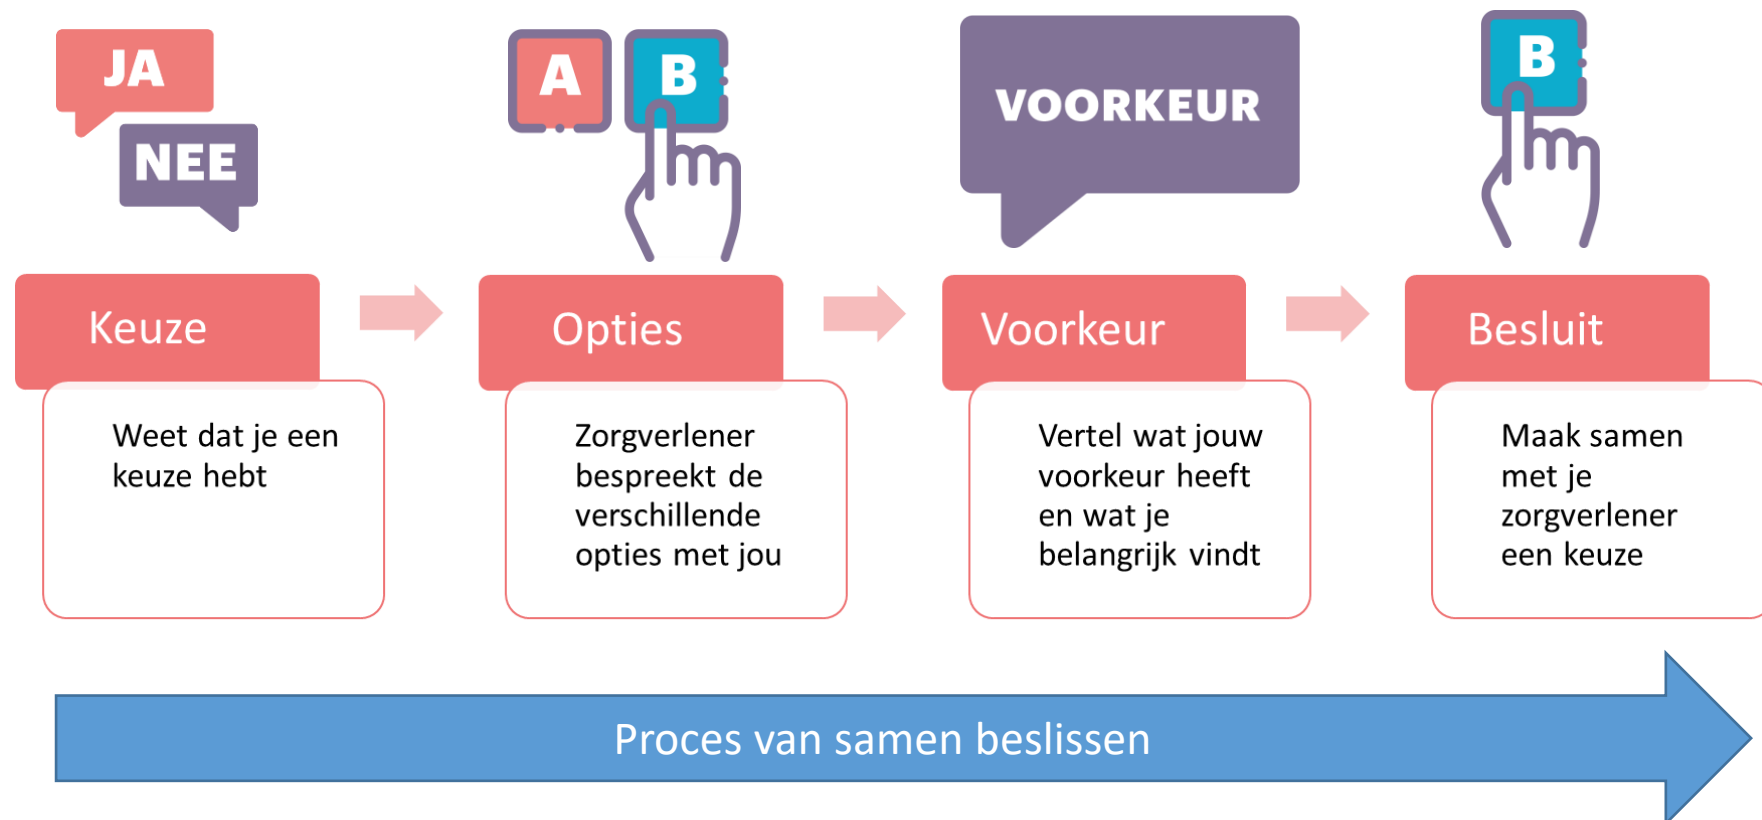 JA
NEE
A
B
VOORKEUR
B
Keuze
Weet dat je een
keuze hebt
Opties
Zorgverlener
bespreekt de
verschillende
opties met jou
Voorkeur
Vertel wat jouw
voorkeur heeft
en wat je
belangrijk vindt
Besluit
Maak samen
met je
zorgverlener
een keuze
Proces van samen beslissen